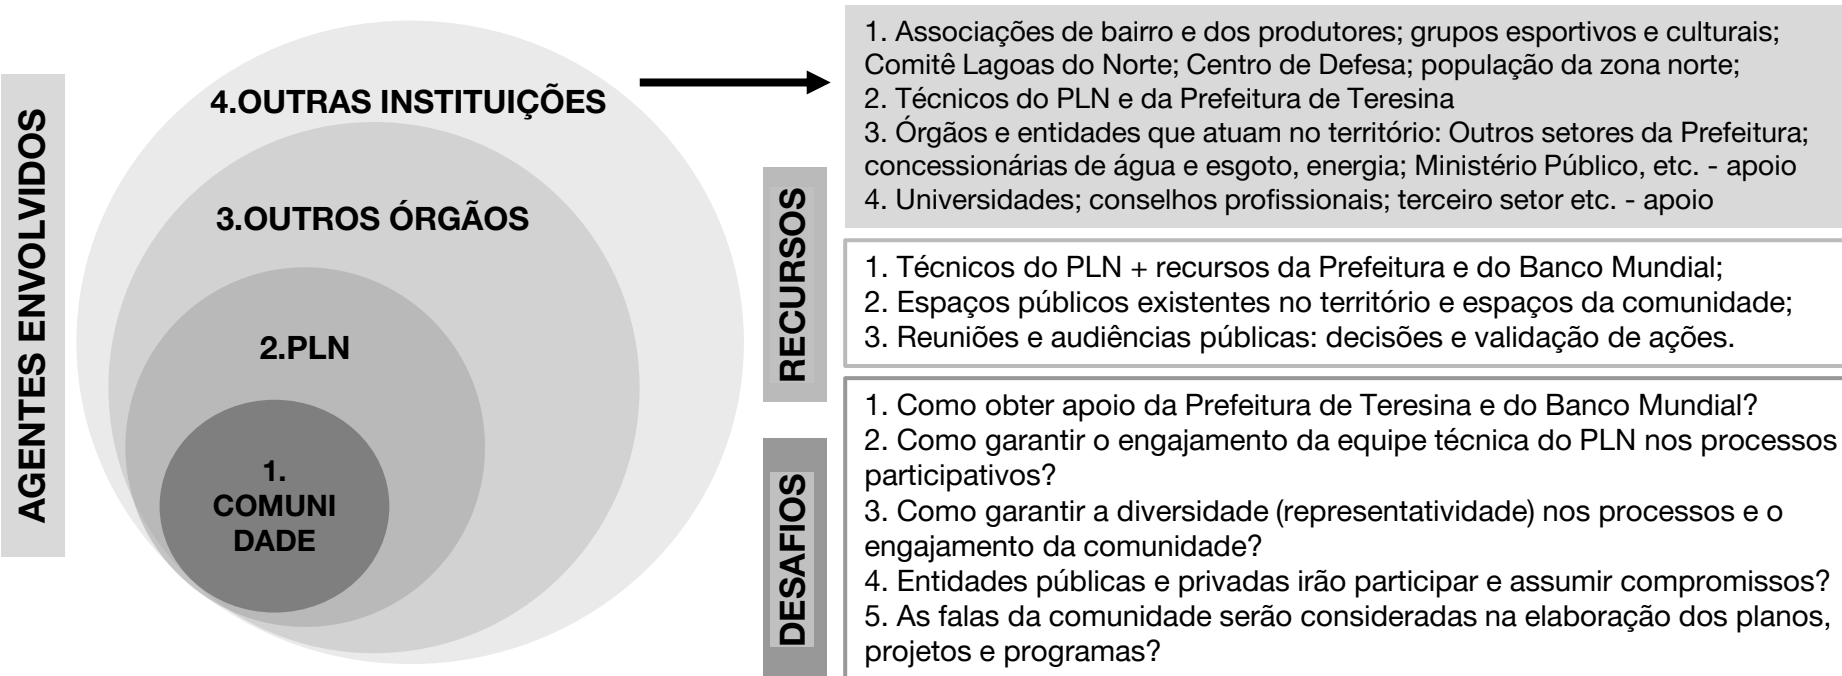 AGENTES ENVOLVIDOS
4.OUTRAS INSTITUIÇÕES
3.OUTROS ÓRGÃOS
2.PLN
1.
COMUNI
DADE
1. Associações de bairro e dos produtores; grupos esportivos e culturais;
Comitê Lagoas do Norte; Centro de Defesa; população da zona norte;
2. Técnicos do PLN e da Prefeitura de Teresina
3. Órgãos e entidades que atuam no território: Outros setores da Prefeitura;
concessionárias de água e esgoto, energia; Ministério Público, etc. - apoio
4. Universidades; conselhos profissionais; terceiro setor etc. - apoio
RECURSOS
1. Técnicos do PLN + recursos da Prefeitura e do Banco Mundial;
2. Espaços públicos existentes no território e espaços da comunidade;
3. Reuniões e audiências públicas: decisões e validação de ações.
DESAFIOS
1. Como obter apoio da Prefeitura de Teresina e do Banco Mundial?
2. Como garantir o engajamento da equipe técnica do PLN nos processos
participativos?
3. Como garantir a diversidade (representatividade) nos processos e o
engajamento da comunidade?
4. Entidades públicas e privadas irão participar e assumir compromissos?
5. As falas da comunidade serão consideradas na elaboração dos planos,
projetos e programas?